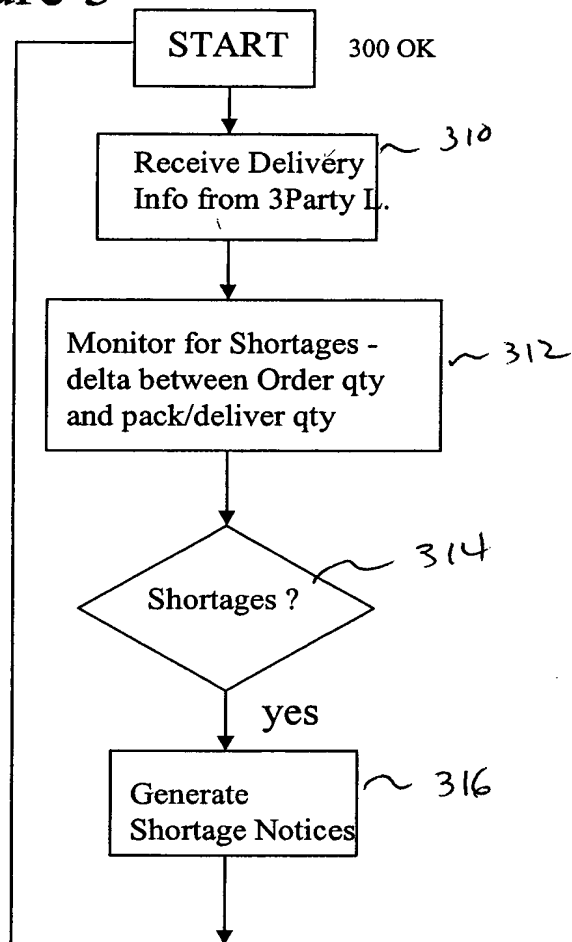 START
300 OK
310
Receive Delivery
Info from 3Party L.
Monitor for Shortages -
delta between Order qty
and pack/deliver qty
312
314
Shortages ?
yes
316
Generate
Shortage Notices